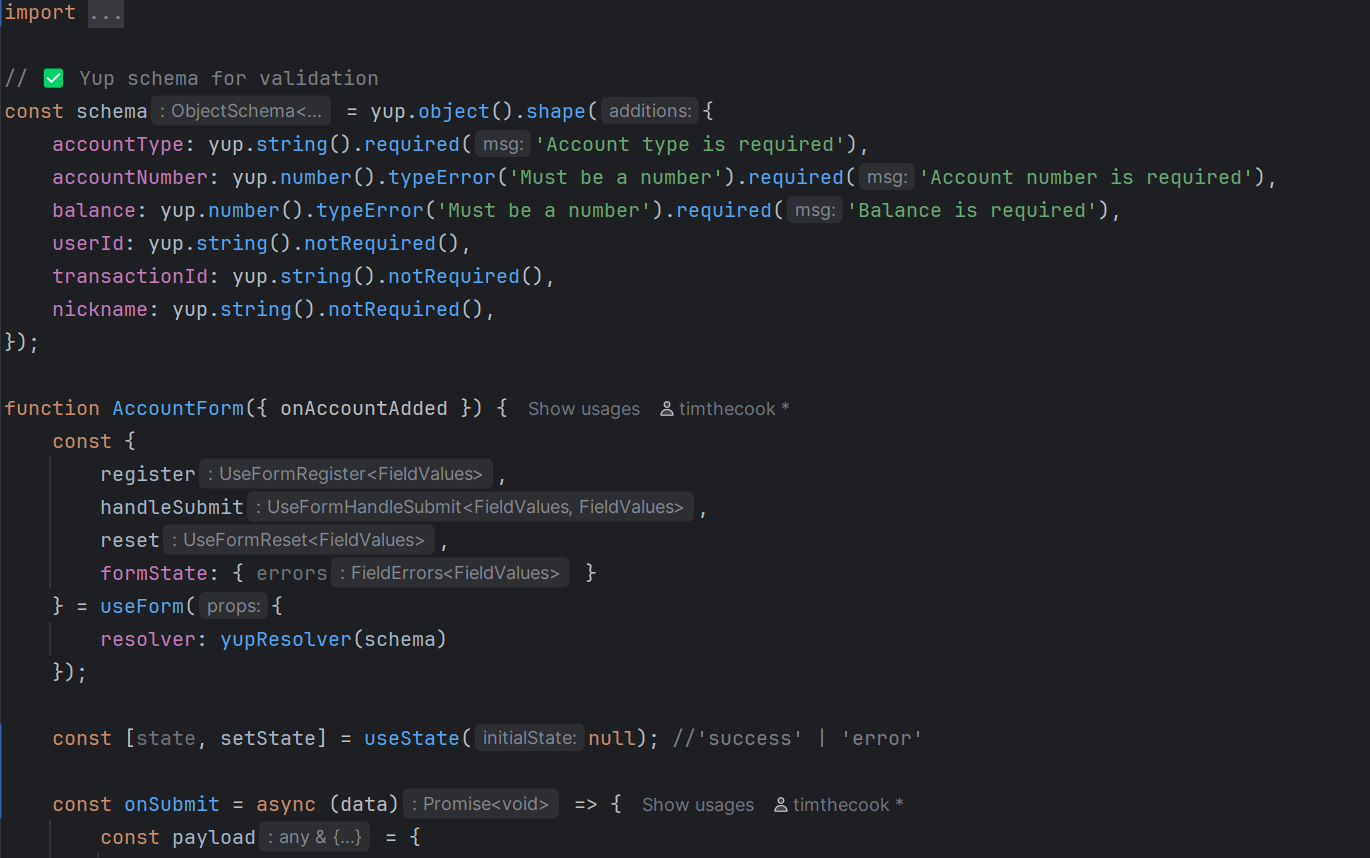 import ...
// ✅ Yup schema for validation
const schema : ObjectSchema<... = yup.object().shape( additions: {
    accountType: yup.string().required( msg: 'Account type is required'),
    accountNumber: yup.number().typeError('Must be a number').required( msg: 'Account number is required'),
    balance: yup.number().typeError('Must be a number').required( msg: 'Balance is required'),
    userId: yup.string().notRequired(),
    transactionId: yup.string().notRequired(),
    nickname: yup.string().notRequired(),
});
function AccountForm({ onAccountAdded }) { Show usages timthecook *
    const {
        register : UseFormRegister<FieldValues> ,
        handleSubmit : UseFormHandleSubmit<FieldValues, FieldValues> ,
        reset : UseFormReset<FieldValues> ,
        formState: { errors : FieldErrors<FieldValues> }
    } = useForm( props: {
        resolver: yupResolver(schema)
    });
    const [state, setState] = useState( initialState: null); //'success' | 'error'
    const onSubmit = async (data) : Promise<void> => { Show usages timthecook *
        const payload : any & {...} = {